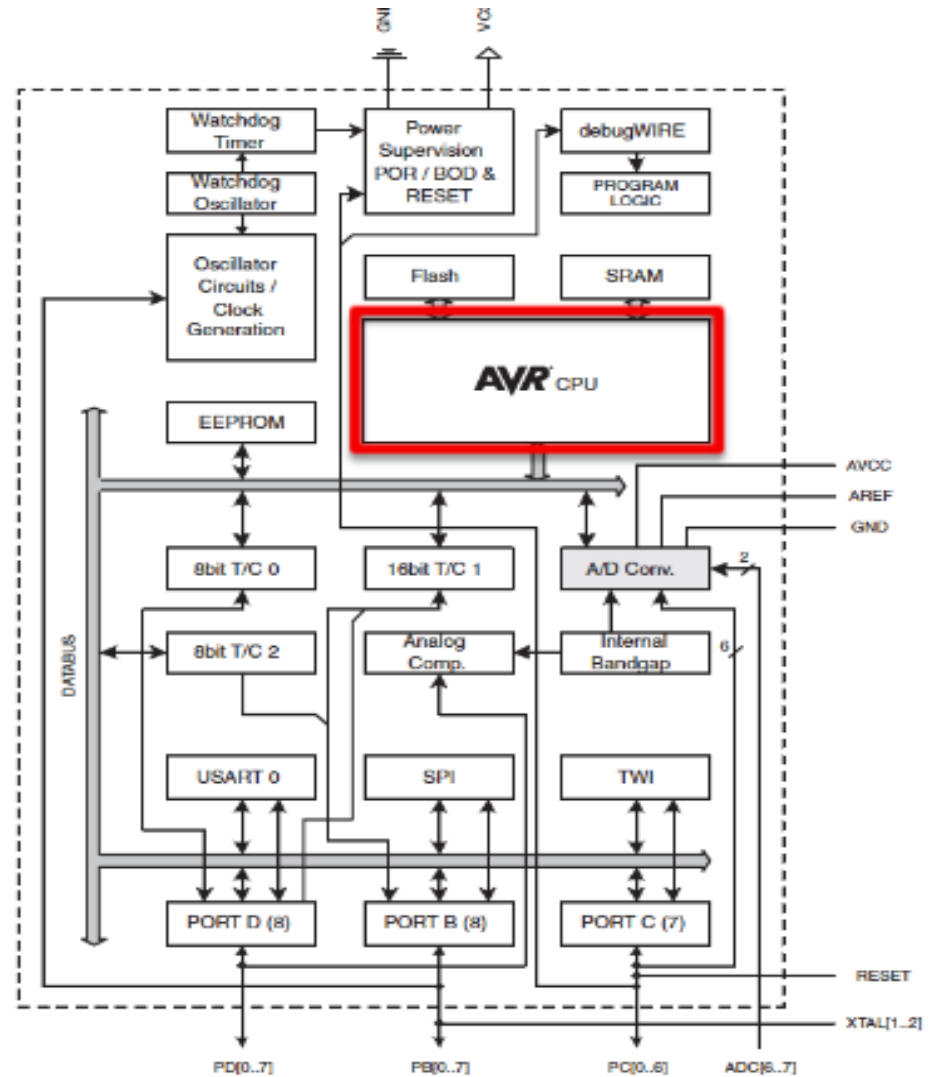 GND
Watchdog
Timer
Power
Supervision
POR / BOD &
RESET
debugWIRE
Watchdog
Oscillator
PROGRAM
LOGIC
Oscillator
Circuits /
Clock
Generation
Flash
SRAM
AVR CPU
EEPROM
AVCC
AREF
GND
8bit T/C 0
16bit T/C 1
A/D Conv.
2
8bit T/C 2
Analog
Comp.
Internal
Bandgap
6
DATABUS
USART 0
SPI
TWI
PORT D (8)
PORT B (8)
PORT C (7)
RESET
XTAL[1..2]
PD[0..7]
PB[0..7]
PC[0..6]
ADC[6..7]